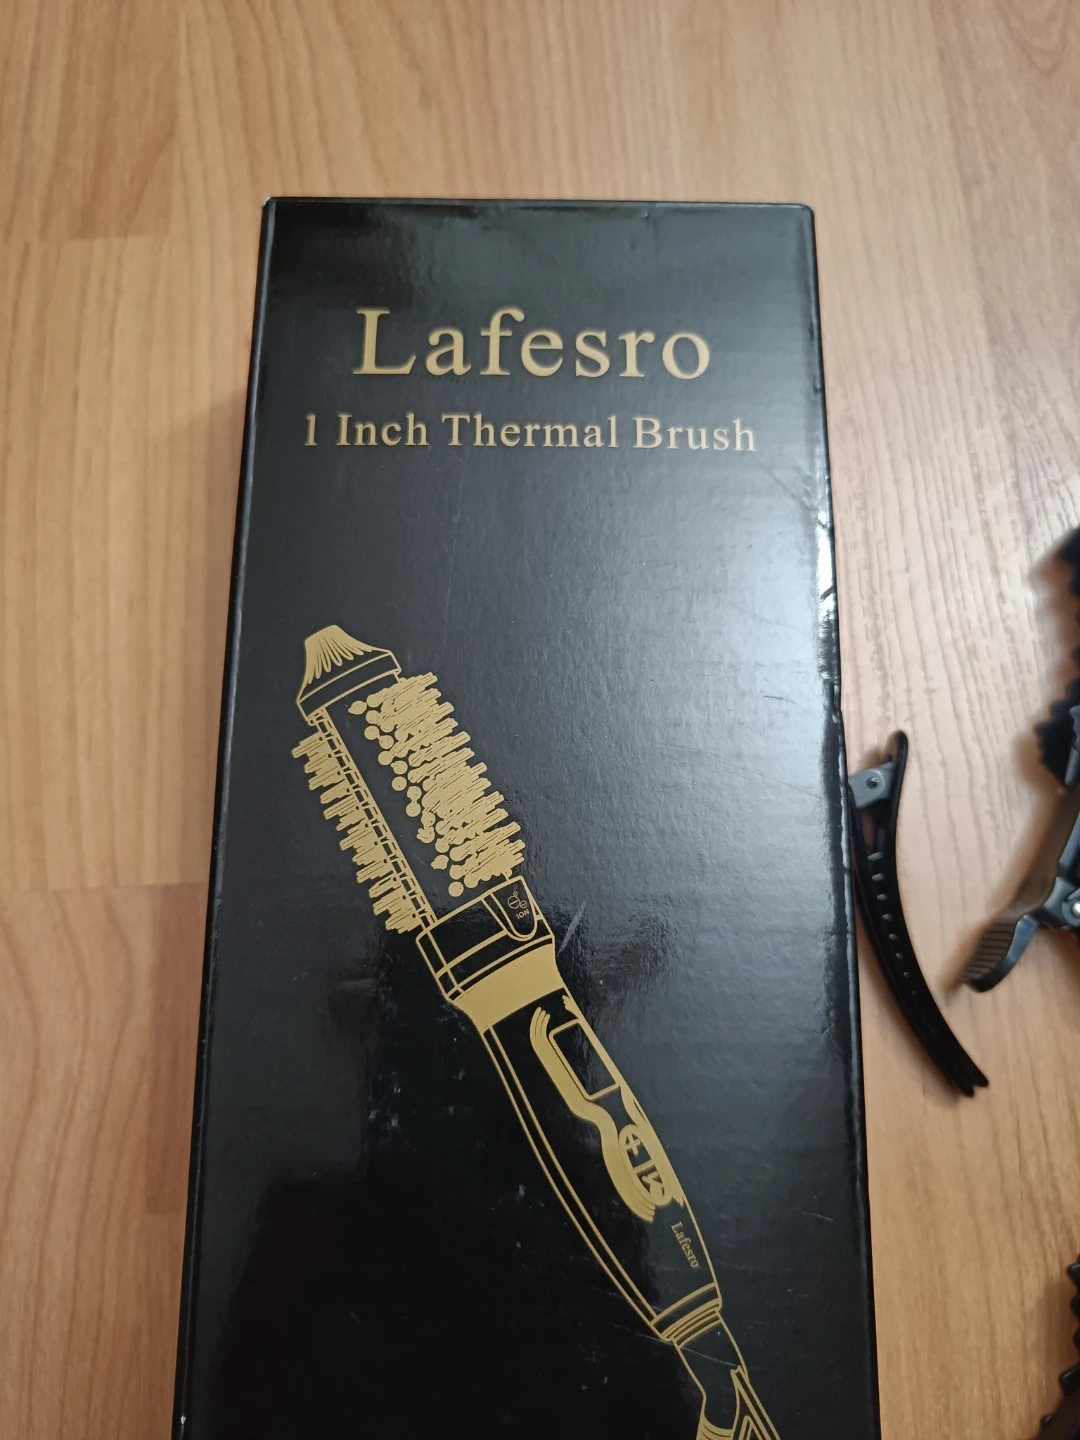 Lafesro
1 Inch Thermal Brush
ION
Lafesro